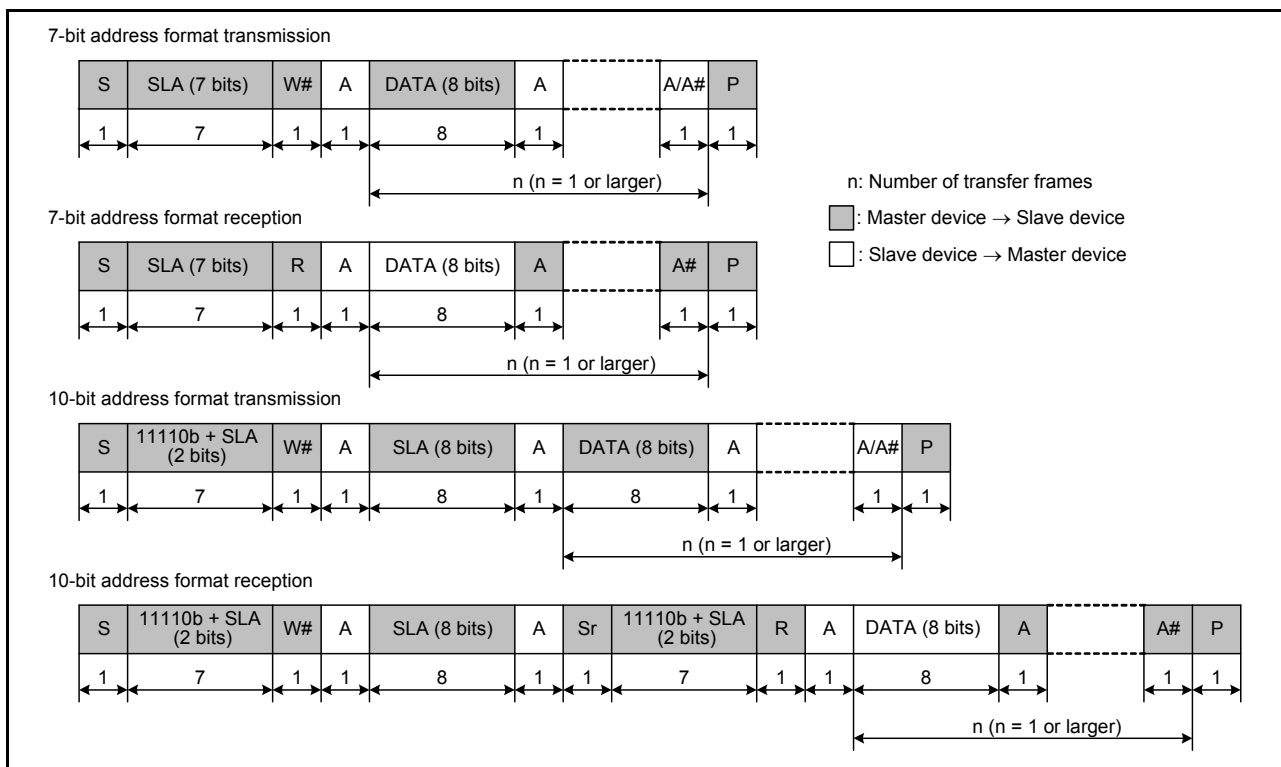 7-bit address format transmission
S SLA (7 bits) W# A DATA (8 bits) A A/A# P
1 7 1 1 8 1 1 1
n (n = 1 or larger)
n: Number of transfer frames
: Master device → Slave device
: Slave device → Master device
7-bit address format reception
S SLA (7 bits) R A DATA (8 bits) A A# P
1 7 1 1 8 1 1 1
n (n = 1 or larger)
10-bit address format transmission
S 11110b + SLA (2 bits) W# A SLA (8 bits) A DATA (8 bits) A A/A# P
1 7 1 1 8 1 8 1 1 1
n (n = 1 or larger)
10-bit address format reception
S 11110b + SLA (2 bits) W# A SLA (8 bits) A Sr 11110b + SLA (2 bits) R A DATA (8 bits) A A# P
1 7 1 1 8 1 1 7 1 1 8 1 1 1
n (n = 1 or larger)